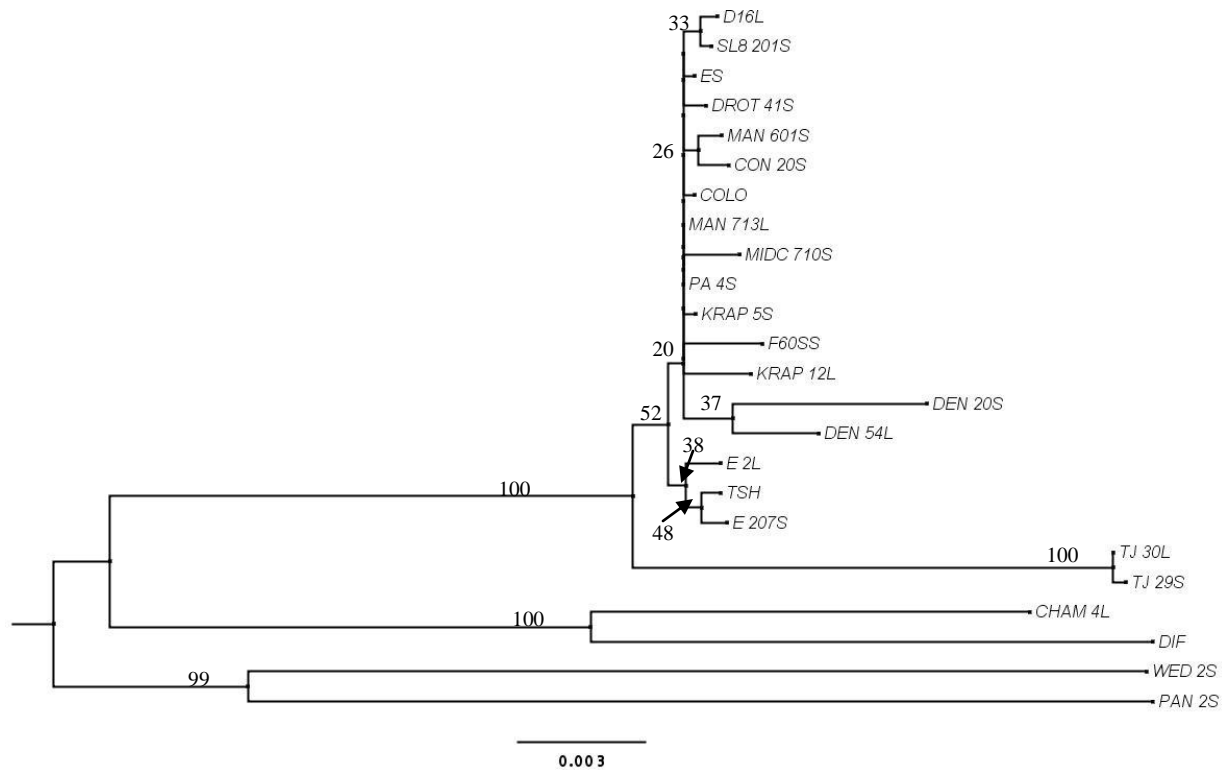 33
D16L
SL8 201S
ES
DROT 41S
MAN 601S
26
CON 20S
COLO
MAN 713L
MIDC 710S
PA 4S
KRAP 5S
F60SS
20
KRAP 12L
37
DEN 20S
52
DEN 54L
38
E 2L
100
TSH
E 207S
48
100
TJ 30L
TJ 29S
100
CHAM 4L
DIF
99
WED 2S
PAN 2S
0.003